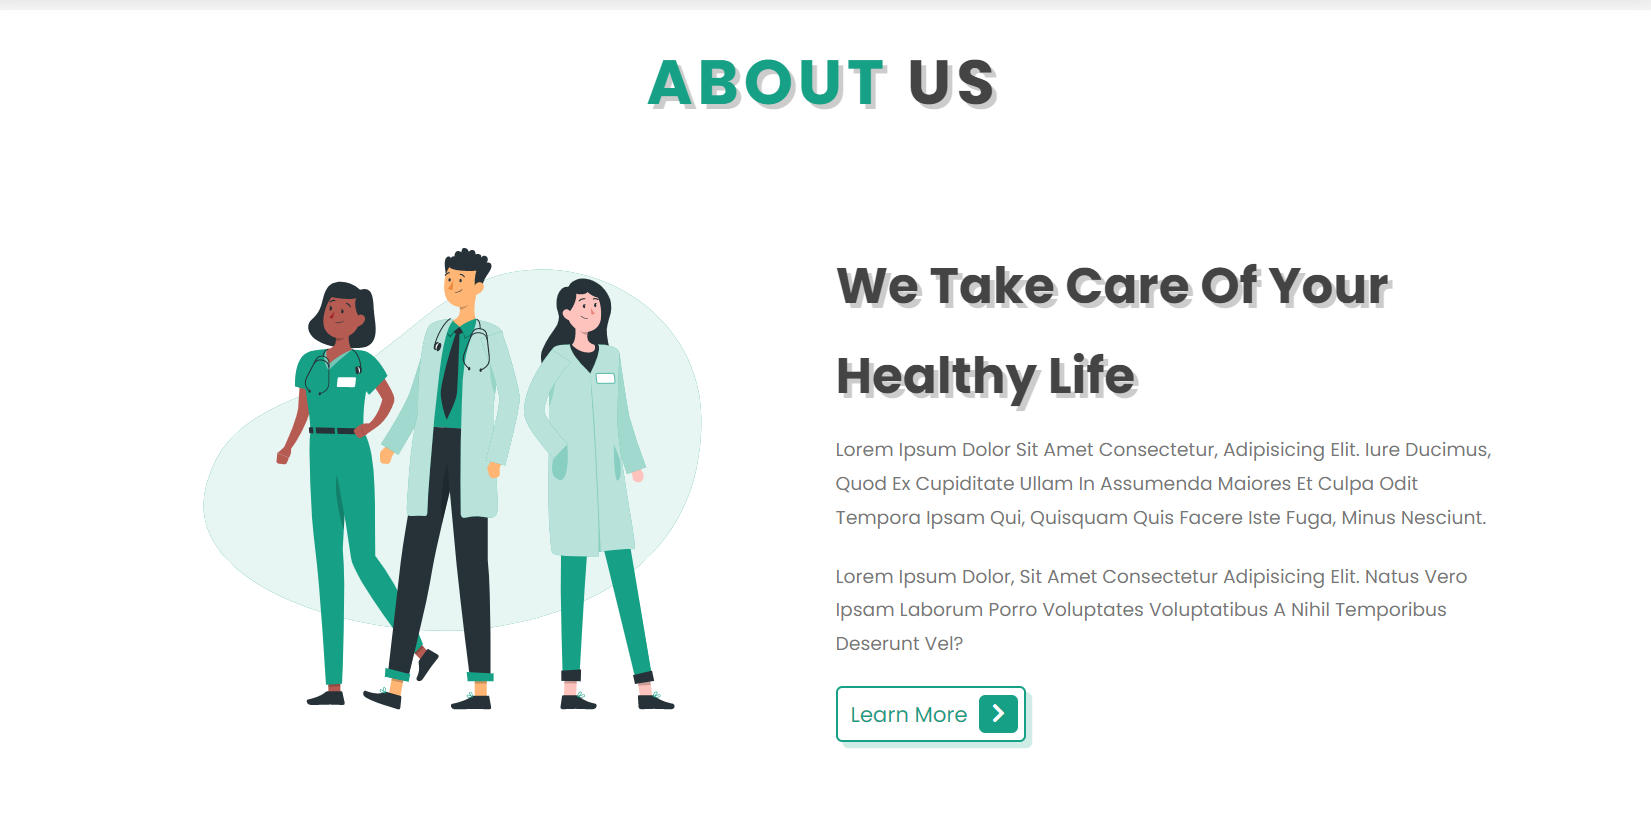 ABOUT US
We Take Care Of Your
Healthy Life
Lorem Ipsum Dolor Sit Amet Consectetur, Adipisicing Elit. Iure Ducimus,
Quod Ex Cupiditate Ullam In Assumenda Maiores Et Culpa Odit
Tempora Ipsam Qui, Quisquam Quis Facere Iste Fuga, Minus Nesciunt.
Lorem Ipsum Dolor, Sit Amet Consectetur Adipisicing Elit. Natus Vero
Ipsam Laborum Porro Voluptates Voluptatibus A Nihil Temporibus
Deserunt Vel?
Learn More